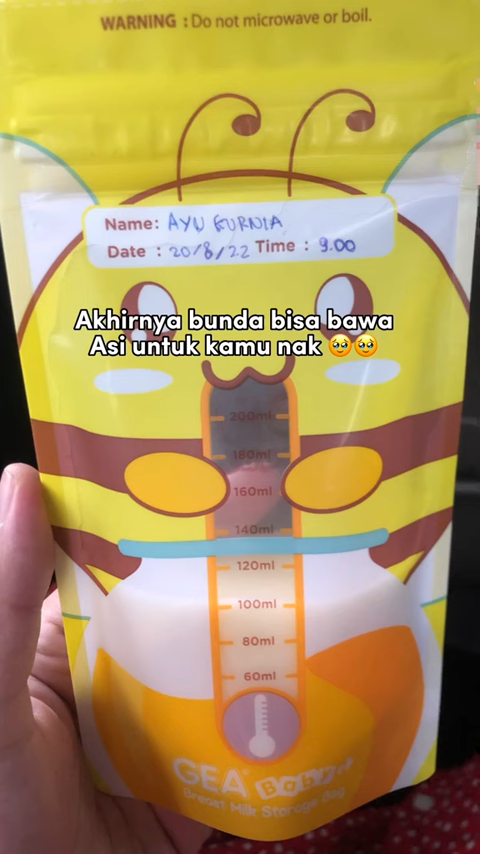 WARNING : Do not microwave or boil.
Name: AYU KURNIA
Date : 20/8/22 Time : 9.00
Akhirnya bunda bisa bawa
Asi untuk kamu nak 🥹🥹
200ml
180ml
160ml
140ml
120ml
100ml
80ml
60ml
GEA Baby
Breast Milk Storage Bag